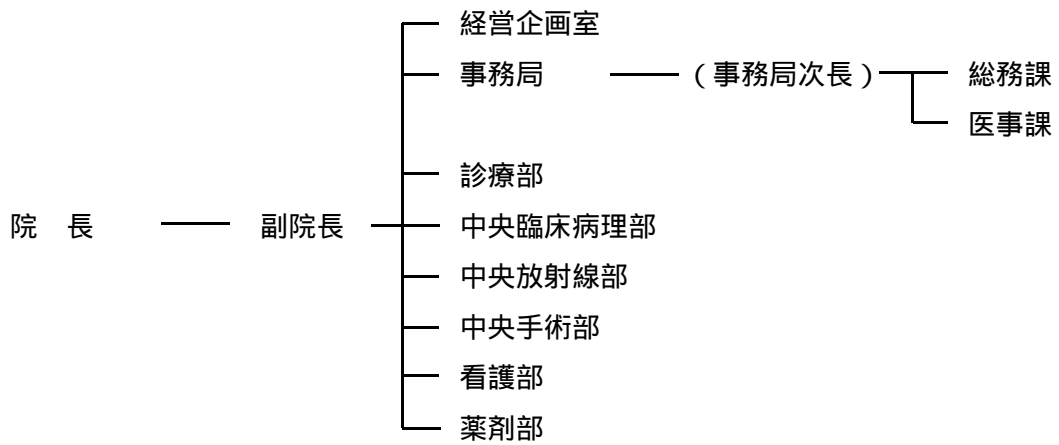 経営企画室
事務局 (事務局次長) 総務課
医事課
診療部
院　長 副院長 中央臨床病理部
中央放射線部
中央手術部
看護部
薬剤部